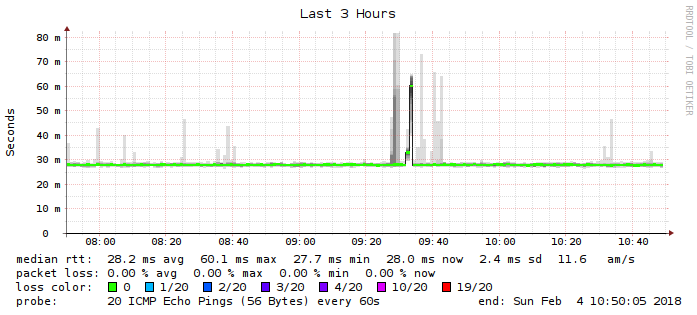 Last 3 Hours
RRDTOOL / TOBI OETIKER
Seconds
80 m
70 m
60 m
50 m
40 m
30 m
20 m
10 m
0
08:00 08:20 08:40 09:00 09:20 09:40 10:00 10:20 10:40
median rtt: 28.2 ms avg 60.1 ms max 27.7 ms min 28.0 ms now 2.4 ms sd 11.6 am/s
packet loss: 0.00 % avg 0.00 % max 0.00 % min 0.00 % now
loss color: 0 1/20 2/20 3/20 4/20 10/20 19/20
probe: 20 ICMP Echo Pings (56 Bytes) every 60s end: Sun Feb 4 10:50:05 2018